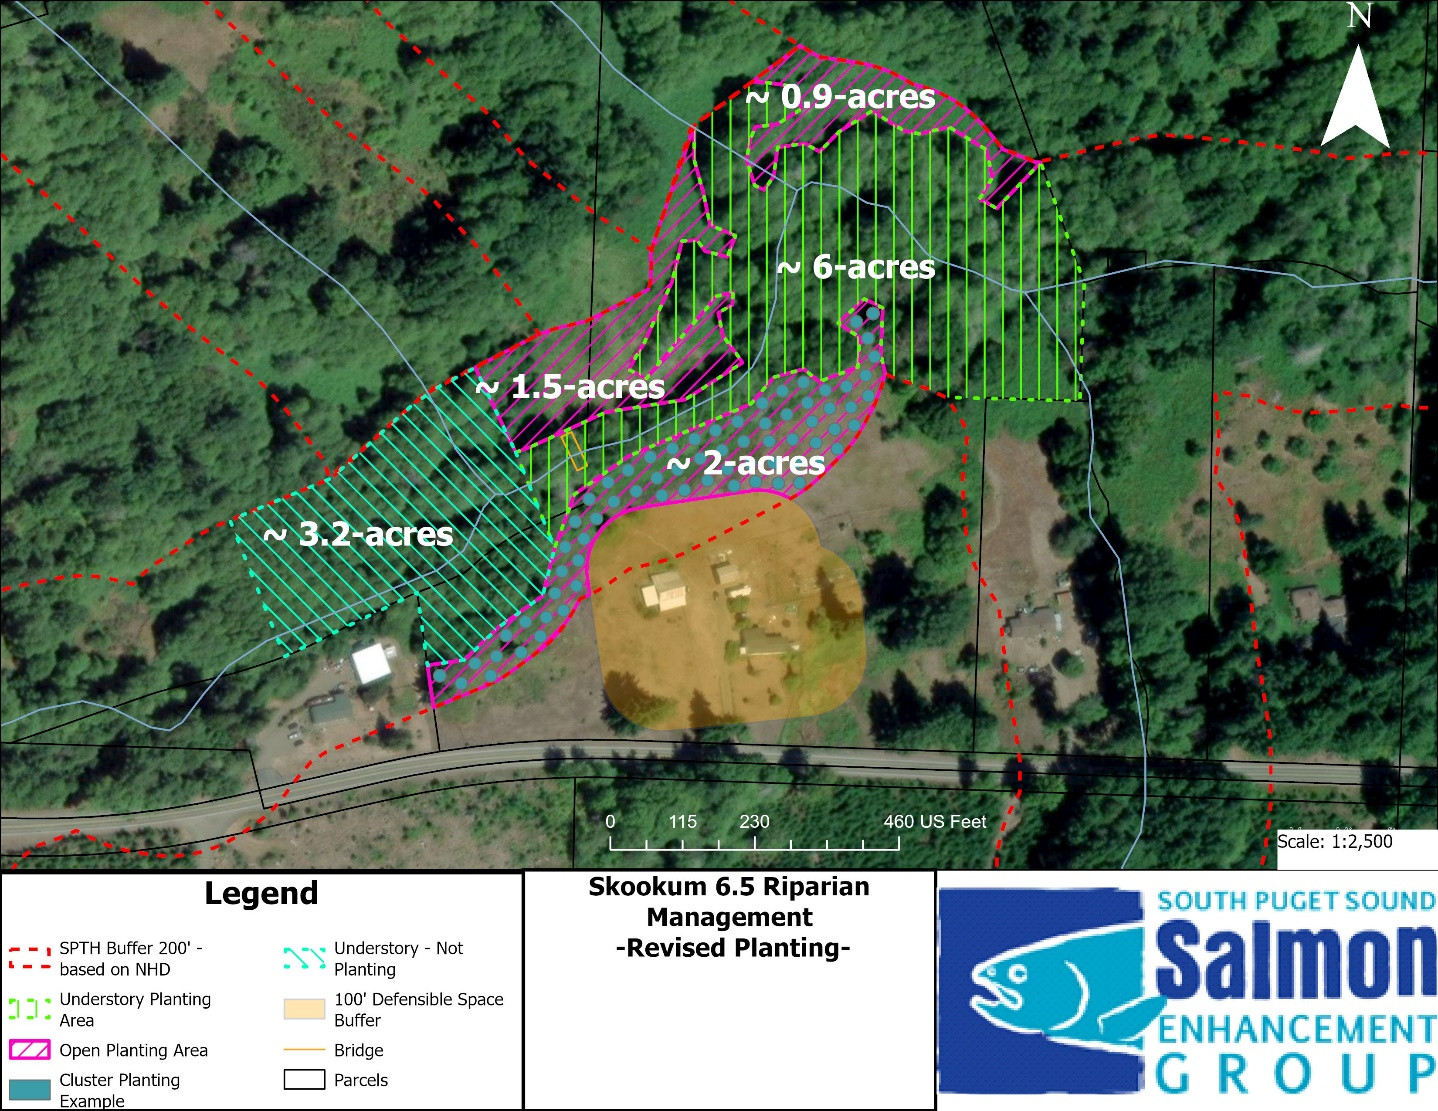 N
~ 0.9-acres
~ 6-acres
~ 1.5-acres
~ 2-acres
~ 3.2-acres
0 115 230 460 US Feet
Scale: 1:2,500
Legend
SPTH Buffer 200' -
based on NHD
Understory Planting
Area
Open Planting Area
Cluster Planting
Example
Understory - Not
Planting
100' Defensible Space
Buffer
Bridge
Parcels
Skookum 6.5 Riparian
Management
-Revised Planting-
SOUTH PUGET SOUND
Salmon
ENHANCEMENT
GROUP